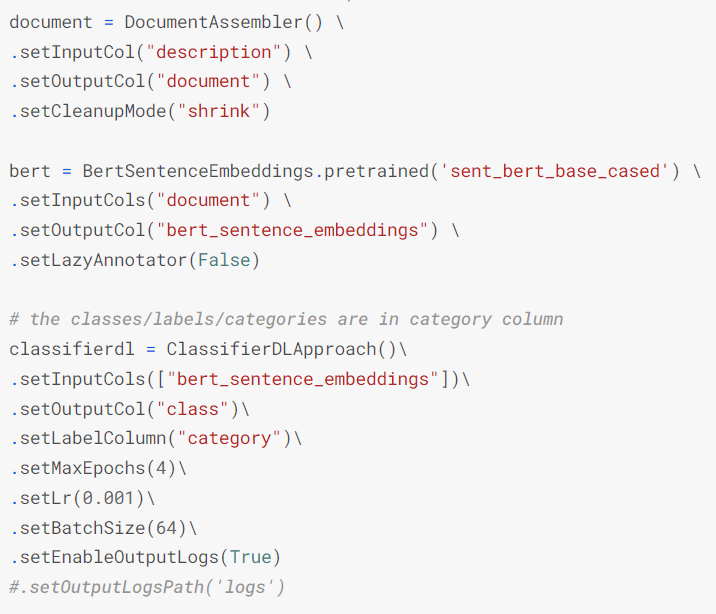 document = DocumentAssembler() \
.setInputCol("description") \
.setOutputCol("document") \
.setCleanupMode("shrink")
bert = BertSentenceEmbeddings.pretrained('sent_bert_base_cased') \
.setInputCols("document") \
.setOutputCol("bert_sentence_embeddings") \
.setLazyAnnotator(False)
# the classes/labels/categories are in category column
classifierdl = ClassifierDLApproach()\
.setInputCols(["bert_sentence_embeddings"])\
.setOutputCol("class")\
.setLabelColumn("category")\
.setMaxEpochs(4)\
.setLr(0.001)\
.setBatchSize(64)\
.setEnableOutputLogs(True)
#.setOutputLogsPath('logs')